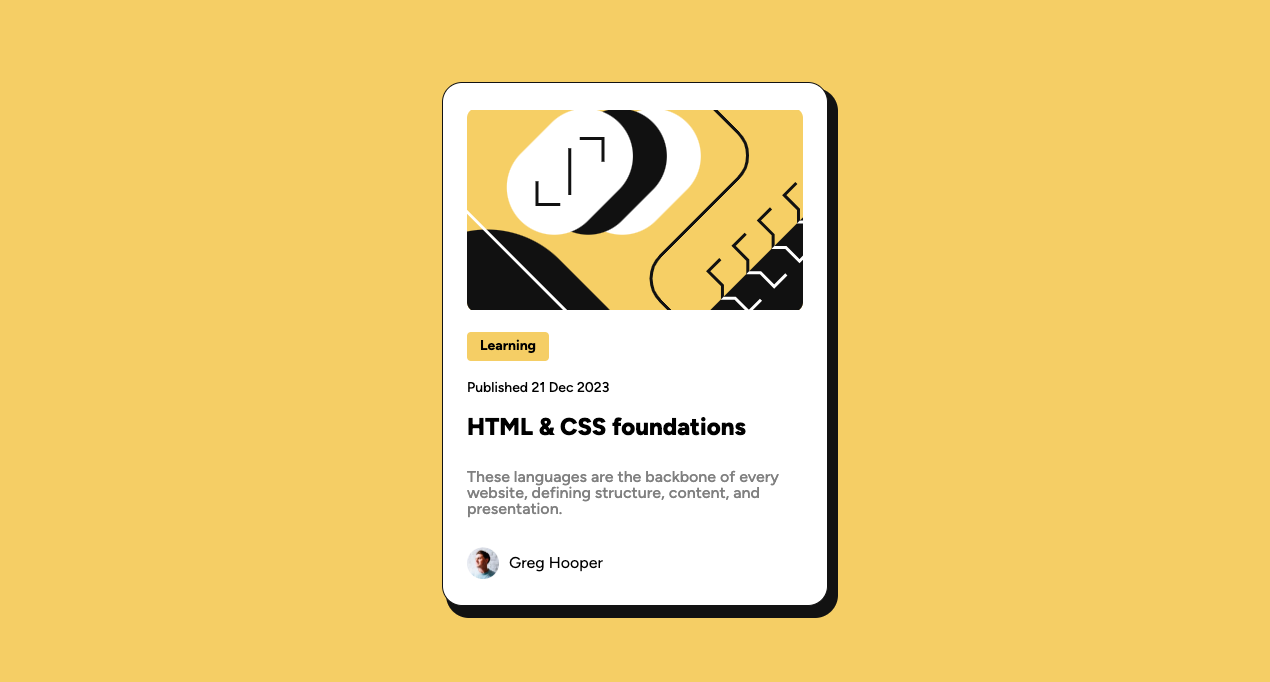 Learning
Published 21 Dec 2023
HTML & CSS foundations
These languages are the backbone of every
website, defining structure, content, and
presentation.
Greg Hooper